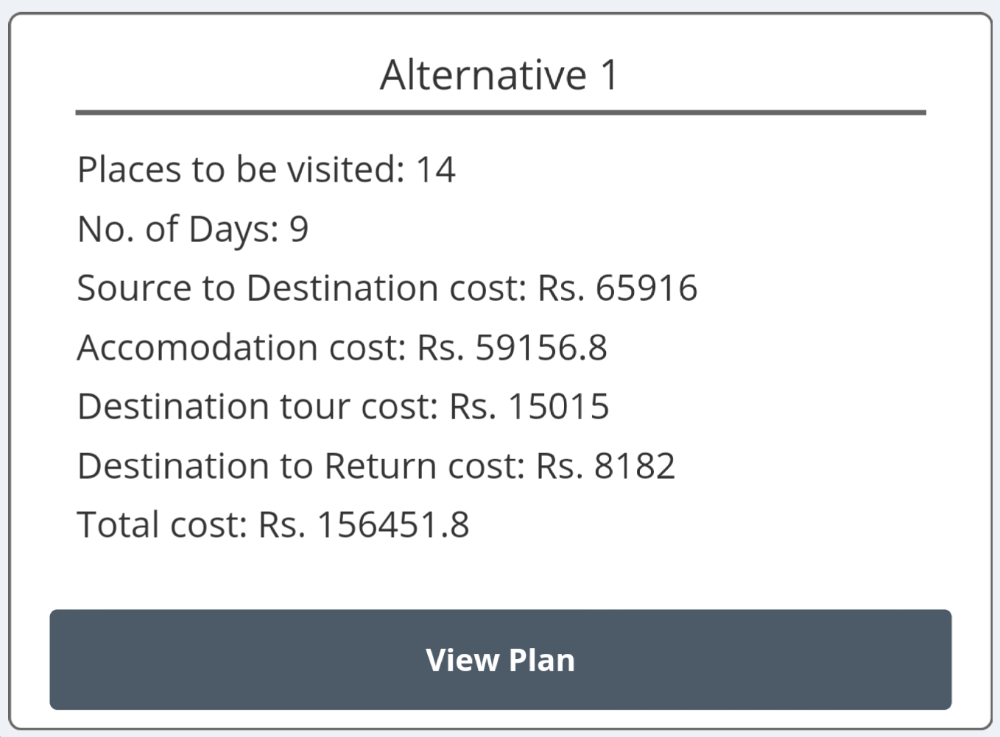 Alternative 1
Places to be visited: 14
No. of Days: 9
Source to Destination cost: Rs. 65916
Accomodation cost: Rs. 59156.8
Destination tour cost: Rs. 15015
Destination to Return cost: Rs. 8182
Total cost: Rs. 156451.8
View Plan